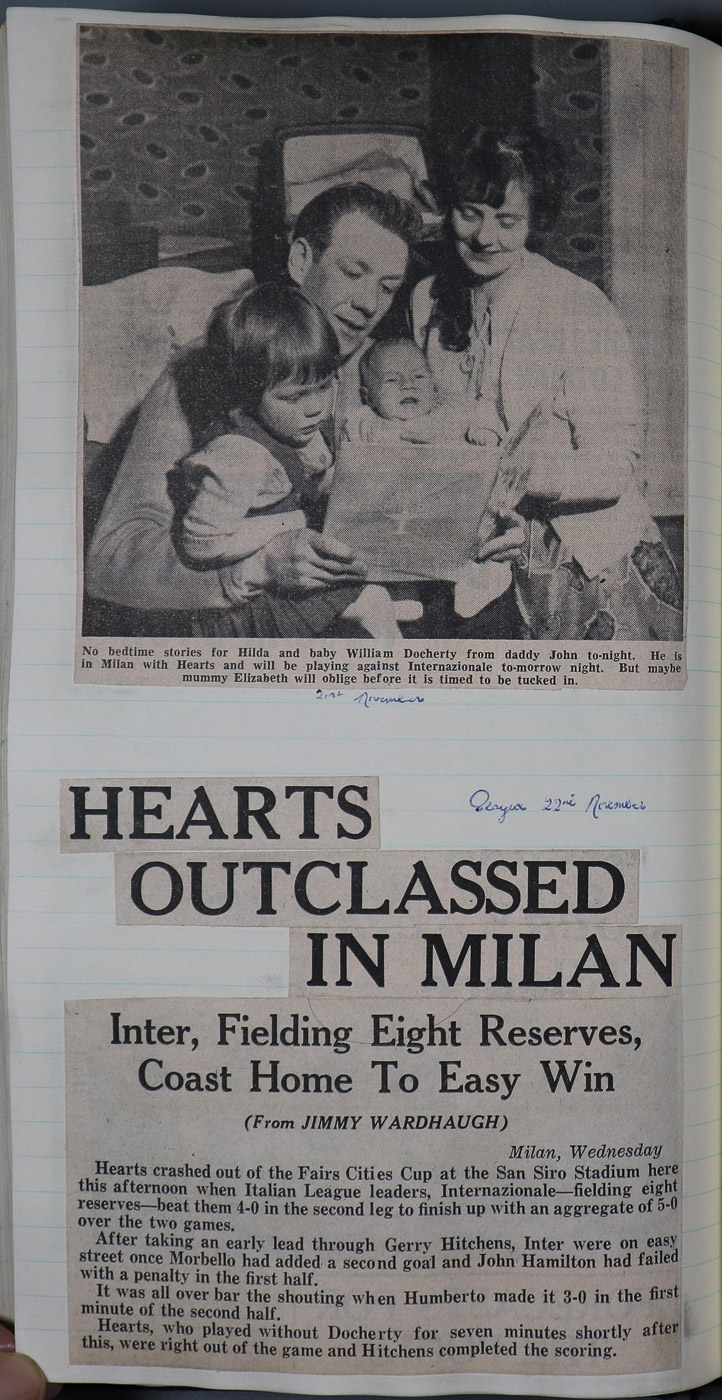 No bedtime stories for Hilda and baby William Docherty from daddy John to-night. He is
in Milan with Hearts and will be playing against Internazionale to-morrow night. But maybe
mummy Elizabeth will oblige before it is timed to be tucked in.
21st November
22nd November
HEARTS
OUTCLASSED
IN MILAN
Inter, Fielding Eight Reserves,
Coast Home To Easy Win
(From JIMMY WARDHAUGH)
Milan, Wednesday
Hearts crashed out of the Fairs Cities Cup at the San Siro Stadium here
this afternoon when Italian League leaders, Internazionale—fielding eight
reserves—beat them 4-0 in the second leg to finish up with an aggregate of 5-0
over the two games.
After taking an early lead through Gerry Hitchens, Inter were on easy
street once Morbello had added a second goal and John Hamilton had failed
with a penalty in the first half.
It was all over bar the shouting when Humberto made it 3-0 in the first
minute of the second half.
Hearts, who played without Docherty for seven minutes shortly after
this, were right out of the game and Hitchens completed the scoring.